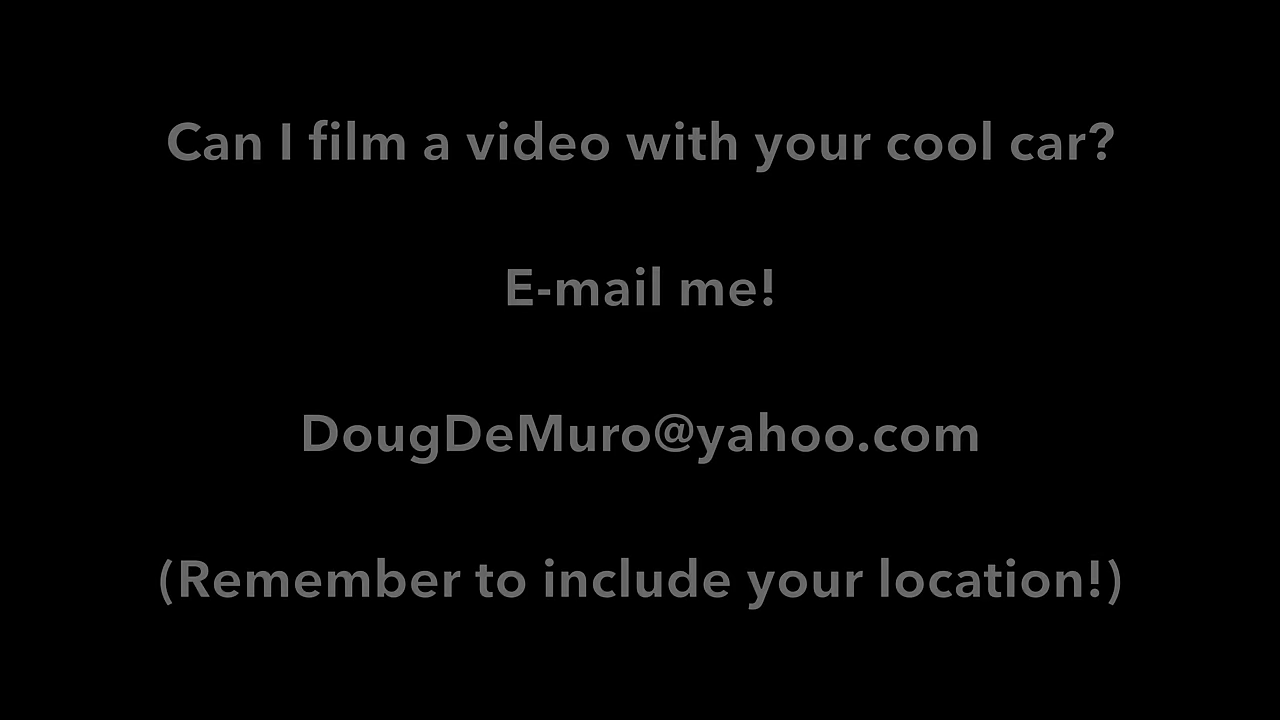 Can I film a video with your cool car?
E-mail me!
DougDeMuro@yahoo.com
(Remember to include your location!)